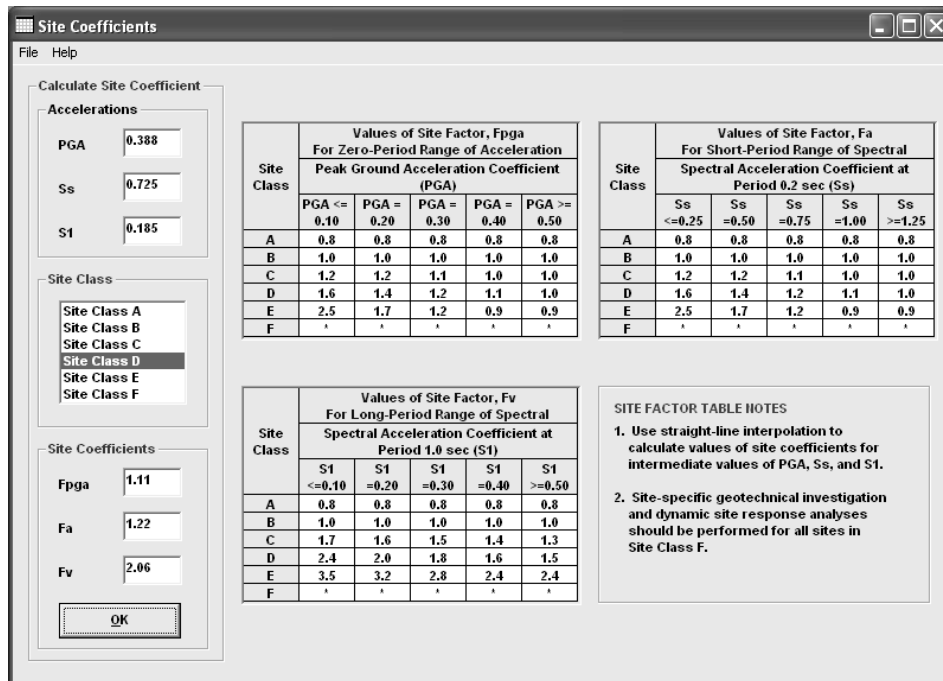 Site Coefficients
File Help
Calculate Site Coefficient
Accelerations
PGA 0.388
Ss 0.725
S1 0.185
Site Class
Site Class A
Site Class B
Site Class C
Site Class D
Site Class E
Site Class F
Site Coefficients
Fpga 1.11
Fa 1.22
Fv 2.06
OK
Site Class
Values of Site Factor, Fpga
For Zero-Period Range of Acceleration
Peak Ground Acceleration Coefficient
(PGA)
PGA <= 0.10 PGA = 0.20 PGA = 0.30 PGA = 0.40 PGA >= 0.50
A 0.8 0.8 0.8 0.8 0.8
B 1.0 1.0 1.0 1.0 1.0
C 1.2 1.2 1.1 1.0 1.0
D 1.6 1.4 1.2 1.1 1.0
E 2.5 1.7 1.2 0.9 0.9
F * * * * *
Site Class
Values of Site Factor, Fa
For Short-Period Range of Spectral
Spectral Acceleration Coefficient at
Period 0.2 sec (Ss)
Ss <=0.25 Ss =0.50 Ss =0.75 Ss =1.00 Ss >=1.25
A 0.8 0.8 0.8 0.8 0.8
B 1.0 1.0 1.0 1.0 1.0
C 1.2 1.2 1.1 1.0 1.0
D 1.6 1.4 1.2 1.1 1.0
E 2.5 1.7 1.2 0.9 0.9
F * * * * *
Site Class
Values of Site Factor, Fv
For Long-Period Range of Spectral
Spectral Acceleration Coefficient at
Period 1.0 sec (S1)
S1 <=0.10 S1 =0.20 S1 =0.30 S1 =0.40 S1 >=0.50
A 0.8 0.8 0.8 0.8 0.8
B 1.0 1.0 1.0 1.0 1.0
C 1.7 1.6 1.5 1.4 1.3
D 2.4 2.0 1.8 1.6 1.5
E 3.5 3.2 2.8 2.4 2.4
F * * * * *
SITE FACTOR TABLE NOTES
1. Use straight-line interpolation to
calculate values of site coefficients for
intermediate values of PGA, Ss, and S1.
2. Site-specific geotechnical investigation
and dynamic site response analyses
should be performed for all sites in
Site Class F.